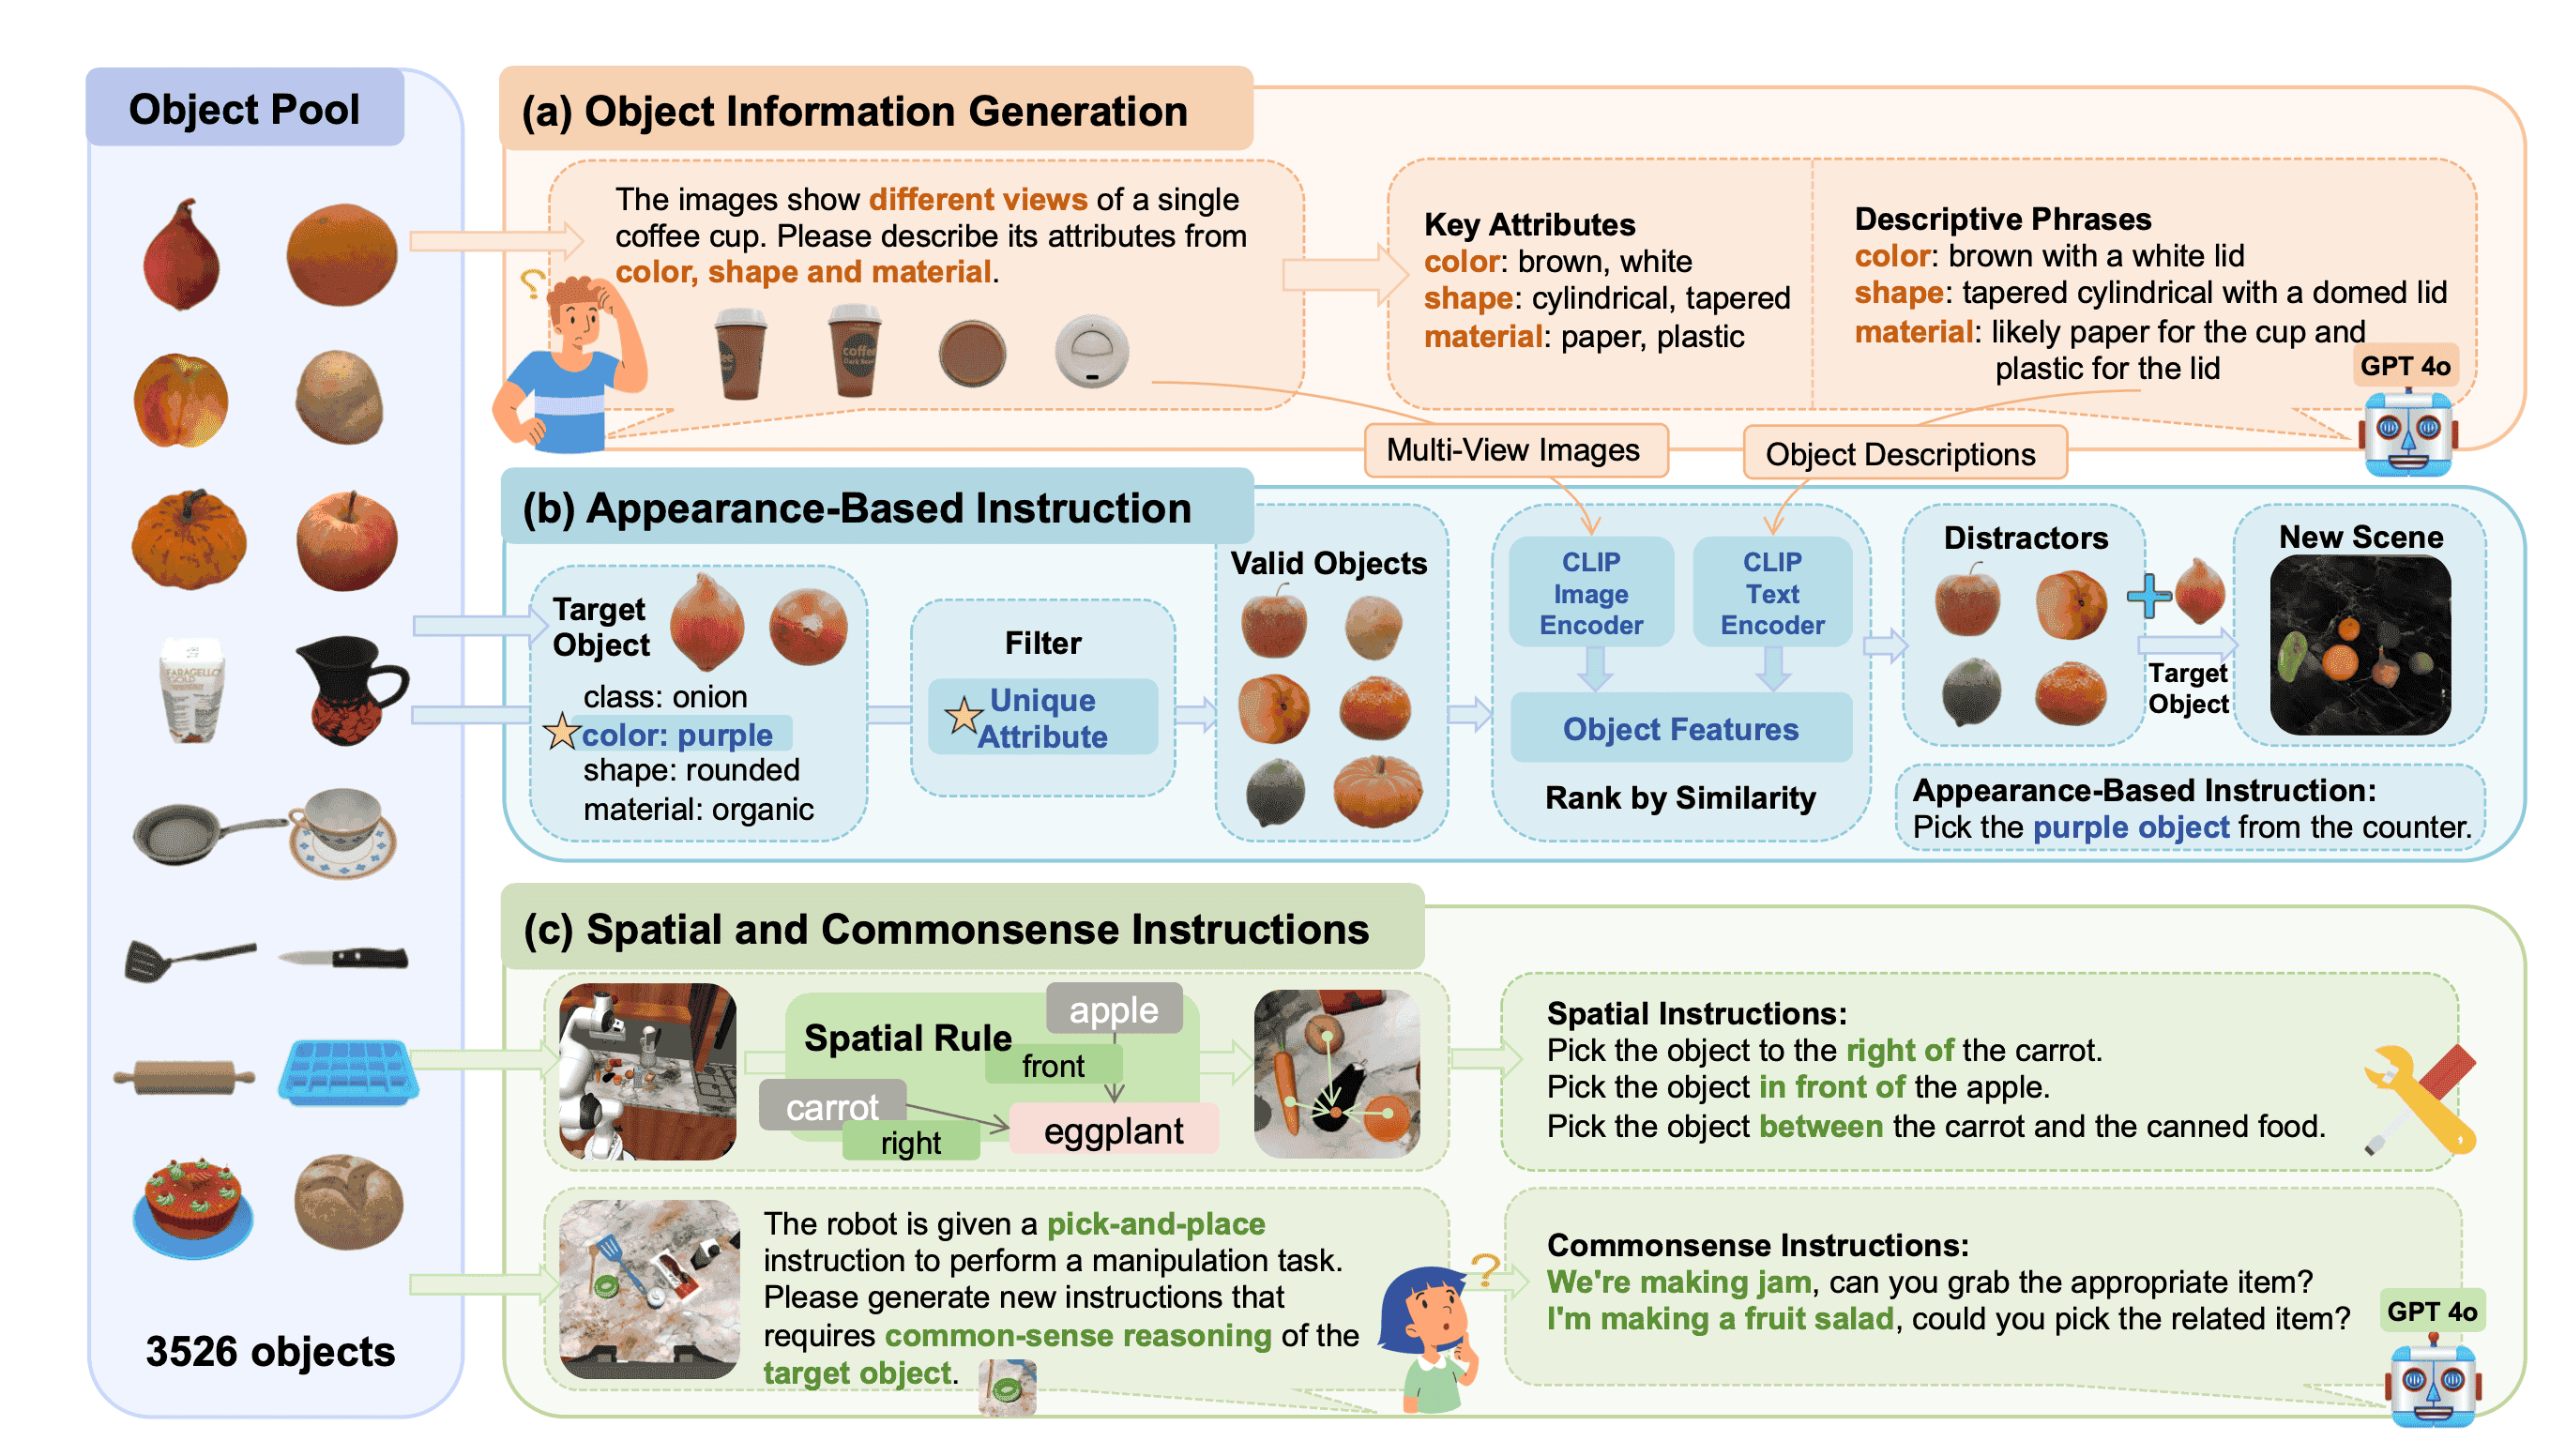 Object Pool
3526 objects
(a) Object Information Generation
The images show different views of a single
coffee cup. Please describe its attributes from
color, shape and material.
coffee
Key Attributes
color: brown, white
shape: cylindrical, tapered
material: paper, plastic
Descriptive Phrases
color: brown with a white lid
shape: tapered cylindrical with a domed lid
material: likely paper for the cup and
plastic for the lid
GPT 4o
Multi-View Images
Object Descriptions
(b) Appearance-Based Instruction
Target
Object
class: onion
color: purple
shape: rounded
material: organic
Filter
Unique
Attribute
Valid Objects
CLIP
Image
Encoder
CLIP
Text
Encoder
Object Features
Rank by Similarity
Distractors
Target
Object
New Scene
Appearance-Based Instruction:
Pick the purple object from the counter.
(c) Spatial and Commonsense Instructions
Spatial Rule
apple
front
carrot
right
eggplant
Spatial Instructions:
Pick the object to the right of the carrot.
Pick the object in front of the apple.
Pick the object between the carrot and the canned food.
The robot is given a pick-and-place
instruction to perform a manipulation task.
Please generate new instructions that
requires common-sense reasoning of the
target object.
Commonsense Instructions:
We're making jam, can you grab the appropriate item?
I'm making a fruit salad, could you pick the related item?
GPT 4o